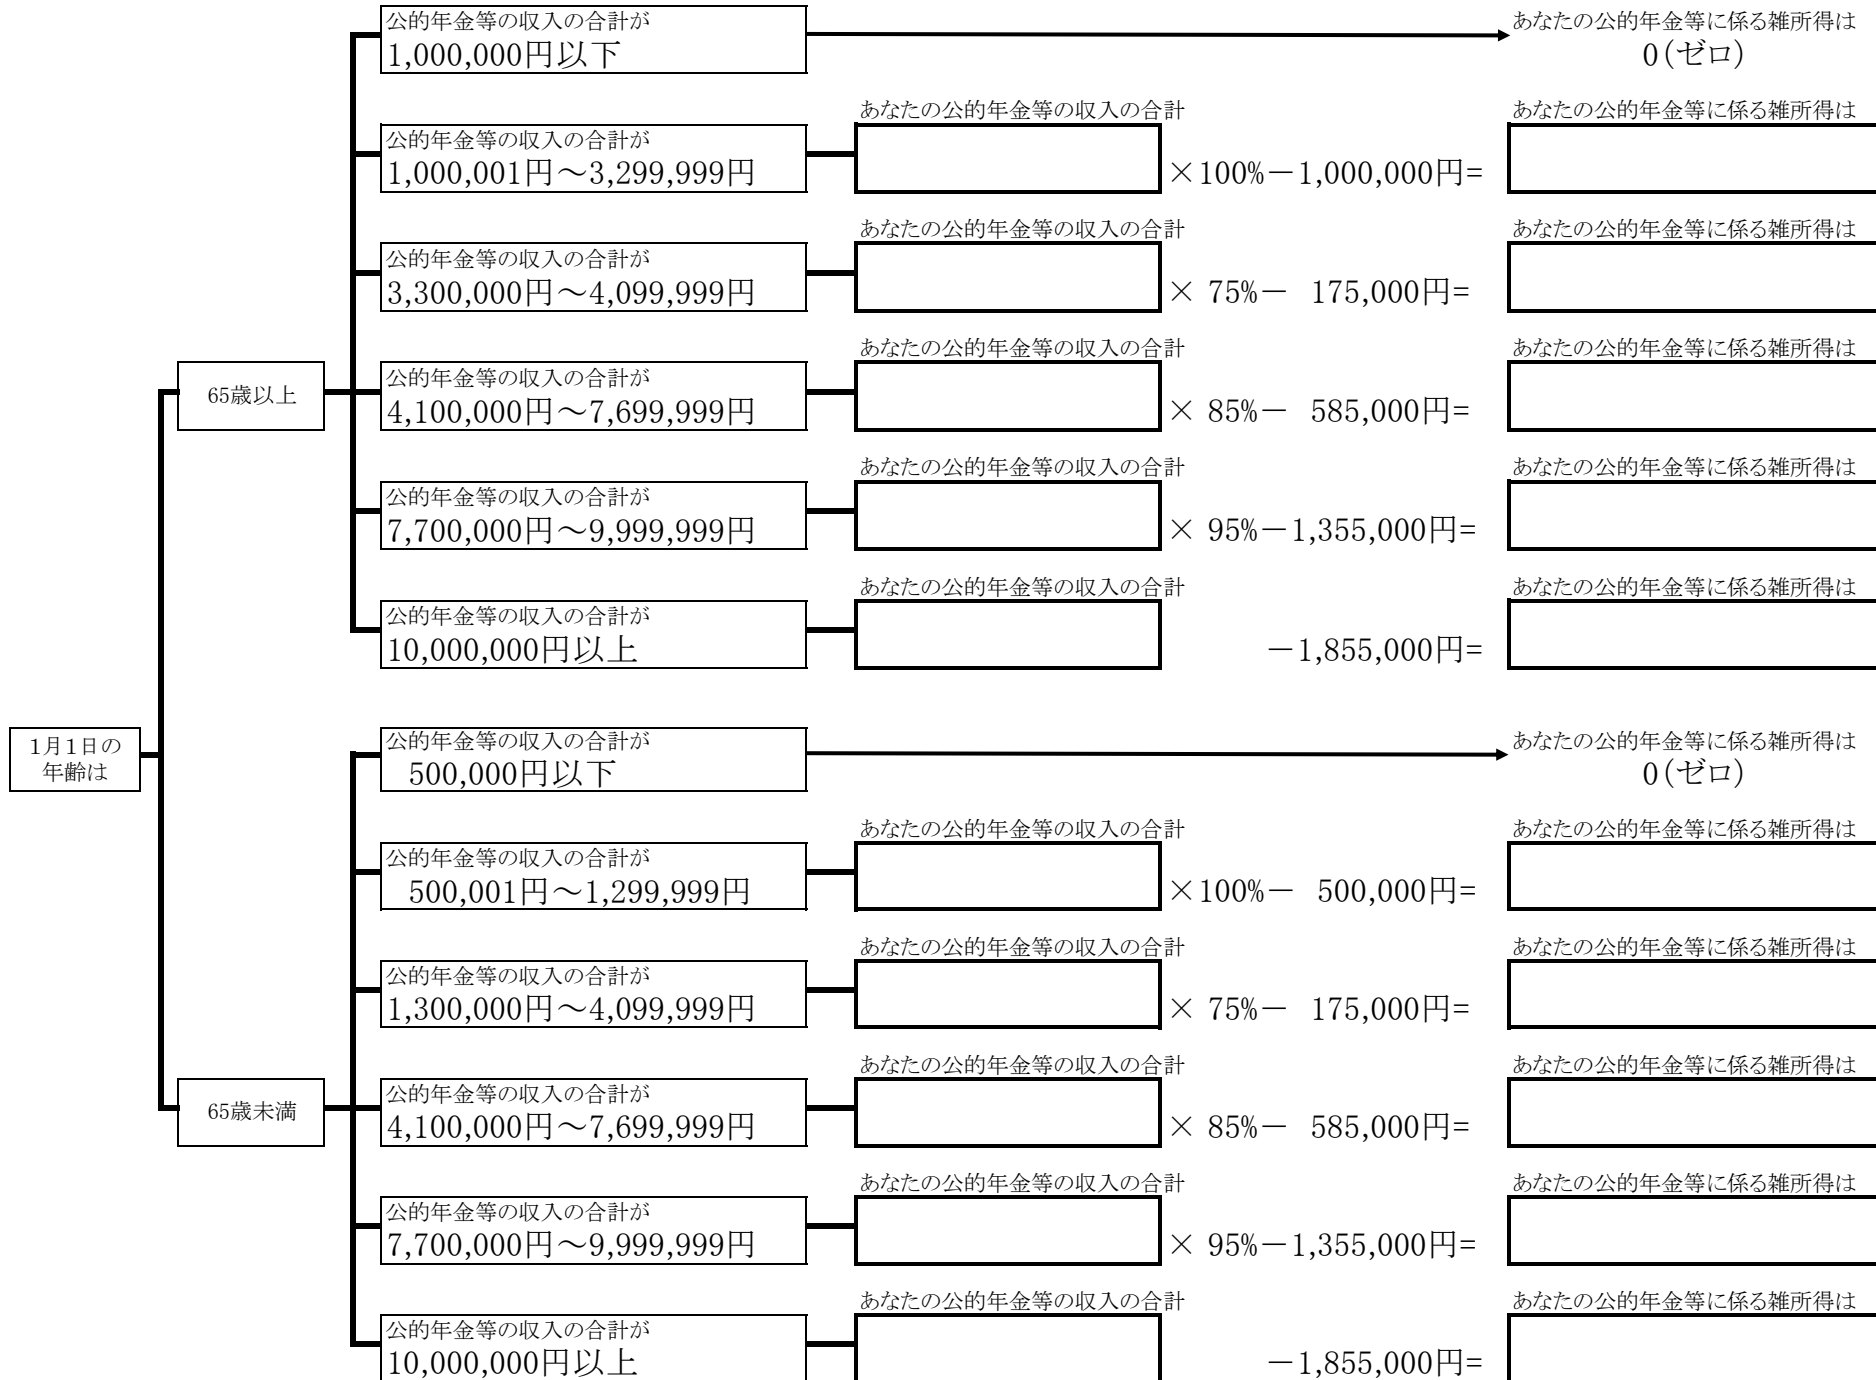 公的年金等の収入の合計が
1,000,000円以下
あなたの公的年金等に係る雑所得は
0(ゼロ)
あなたの公的年金等の収入の合計
あなたの公的年金等に係る雑所得は
公的年金等の収入の合計が
1,000,001円～3,299,999円
×100%－1,000,000円=
あなたの公的年金等の収入の合計
あなたの公的年金等に係る雑所得は
公的年金等の収入の合計が
3,300,000円～4,099,999円
× 75%－ 175,000円=
あなたの公的年金等の収入の合計
あなたの公的年金等に係る雑所得は
65歳以上
公的年金等の収入の合計が
4,100,000円～7,699,999円
× 85%－ 585,000円=
あなたの公的年金等の収入の合計
あなたの公的年金等に係る雑所得は
公的年金等の収入の合計が
7,700,000円～9,999,999円
× 95%－1,355,000円=
あなたの公的年金等の収入の合計
あなたの公的年金等に係る雑所得は
公的年金等の収入の合計が
10,000,000円以上
－1,855,000円=
1月1日の
年齢は
公的年金等の収入の合計が
500,000円以下
あなたの公的年金等に係る雑所得は
0(ゼロ)
あなたの公的年金等の収入の合計
あなたの公的年金等に係る雑所得は
公的年金等の収入の合計が
500,001円～1,299,999円
×100%－ 500,000円=
あなたの公的年金等の収入の合計
あなたの公的年金等に係る雑所得は
公的年金等の収入の合計が
1,300,000円～4,099,999円
× 75%－ 175,000円=
あなたの公的年金等の収入の合計
あなたの公的年金等に係る雑所得は
65歳未満
公的年金等の収入の合計が
4,100,000円～7,699,999円
× 85%－ 585,000円=
あなたの公的年金等の収入の合計
あなたの公的年金等に係る雑所得は
公的年金等の収入の合計が
7,700,000円～9,999,999円
× 95%－1,355,000円=
あなたの公的年金等の収入の合計
あなたの公的年金等に係る雑所得は
公的年金等の収入の合計が
10,000,000円以上
－1,855,000円=